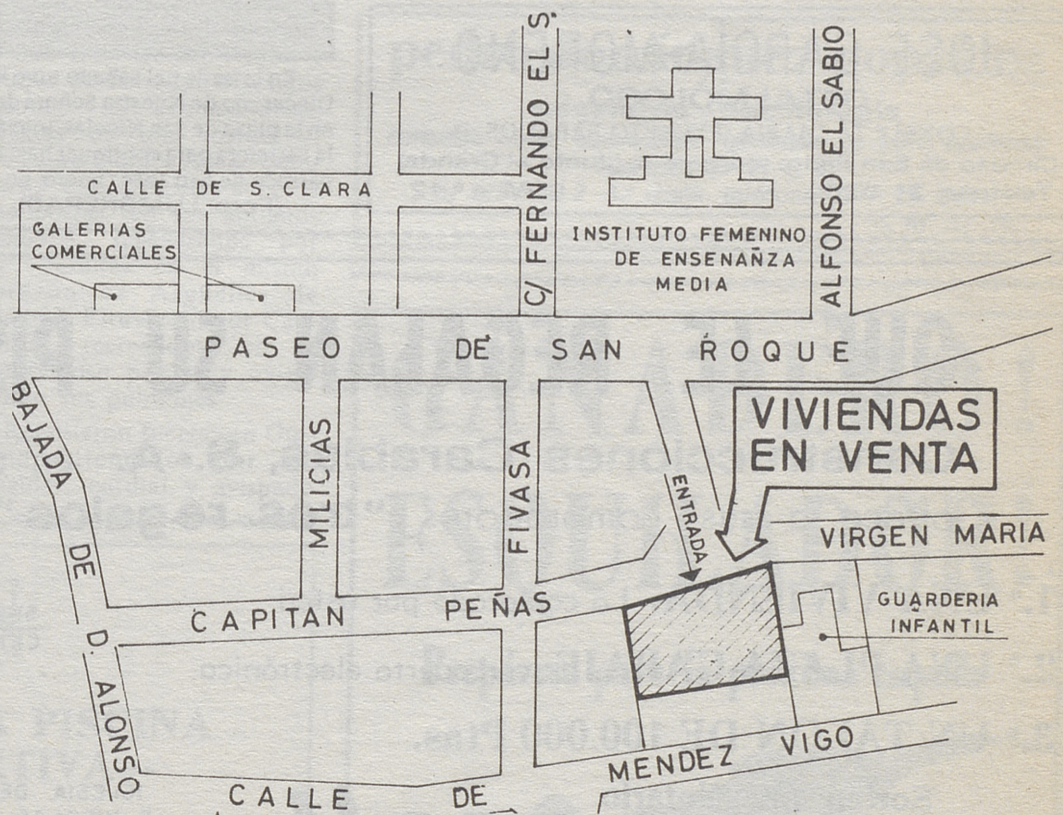 C/ FERNANDO EL S.
ALFONSO EL SABIO
CALLE DE S. CLARA
GALERIAS
COMERCIALES
INSTITUTO FEMENINO
DE ENSENAÑZA
MEDIA
PASEO DE SAN ROQUE
BAJADA DE D. ALONSO
MILICIAS
FIVASA
ENTRADA
VIVIENDAS
EN VENTA
VIRGEN MARIA
CAPITAN PEÑAS
GUARDERIA
INFANTIL
CALLE DE MENDEZ VIGO